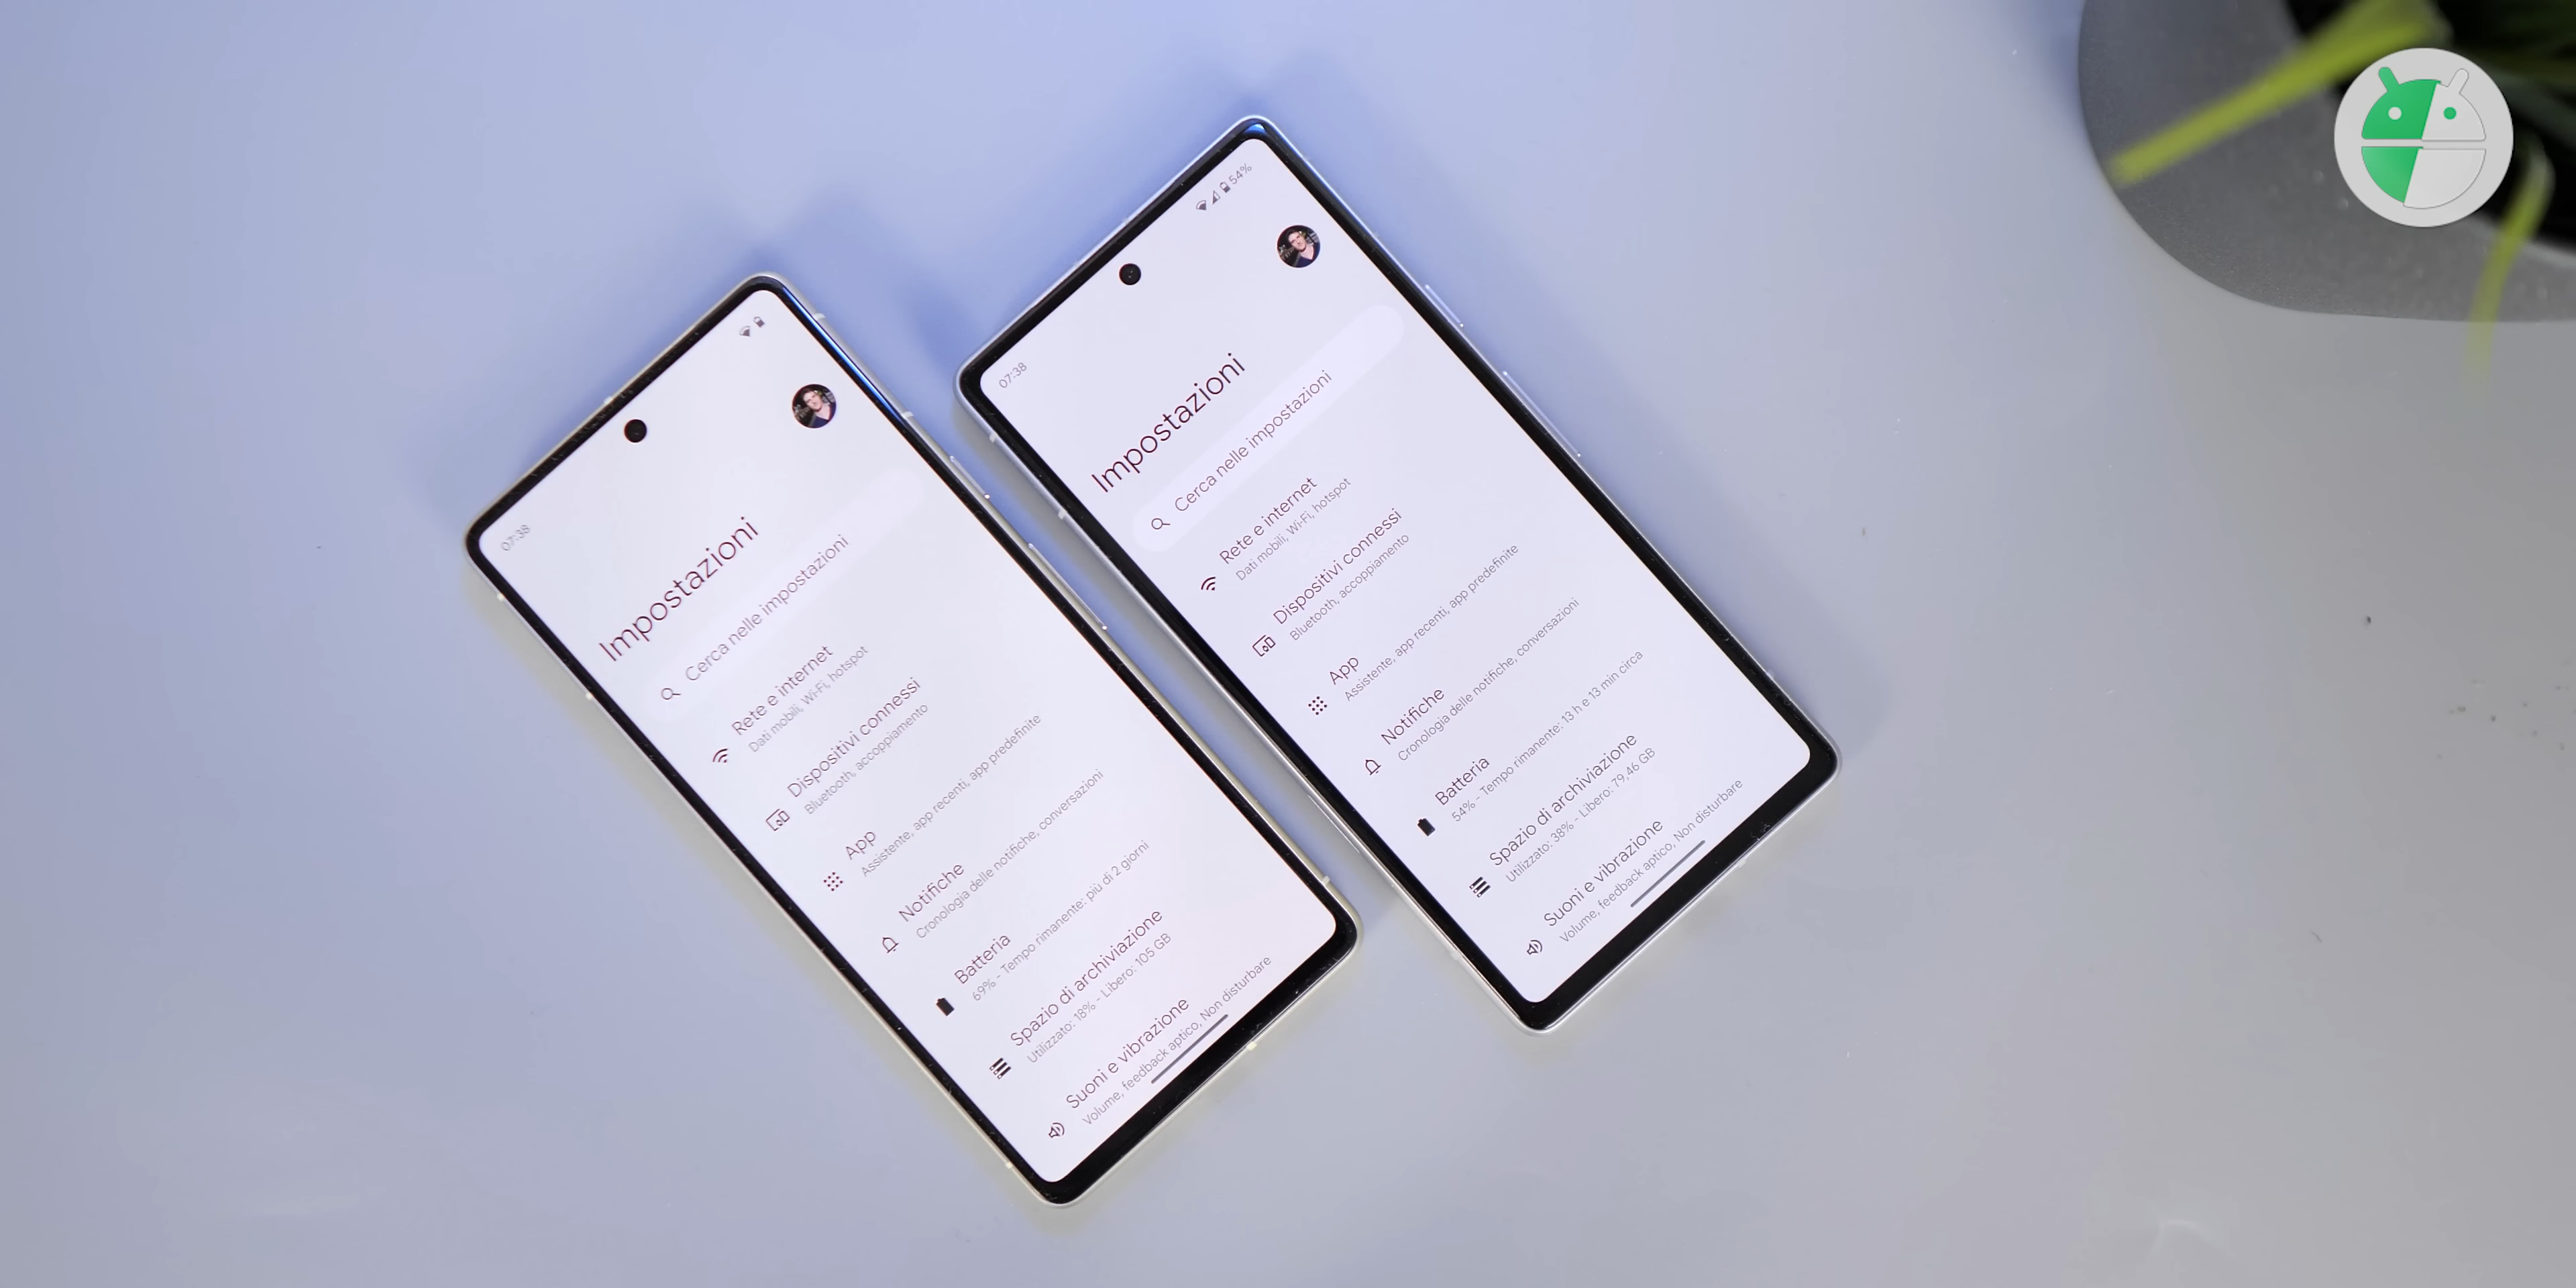 07:38
Impostazioni
Cerca nelle impostazioni
Rete e internet
Dati mobili, Wi-Fi, hotspot
Dispositivi connessi
Bluetooth, accoppiamento
App
Assistente, app recenti, app predefinite
Notifiche
Cronologia delle notifiche, conversazioni
Batteria
69% - Tempo rimanente: più di 2 giorni
Spazio di archiviazione
Utilizzato: 18% - Libero: 105 GB
Suoni e vibrazione
Volume, feedback aptico, Non disturbare
07:38
54%
Impostazioni
Cerca nelle impostazioni
Rete e internet
Dati mobili, Wi-Fi, hotspot
Dispositivi connessi
Bluetooth, accoppiamento
App
Assistente, app recenti, app predefinite
Notifiche
Cronologia delle notifiche, conversazioni
Batteria
54% - Tempo rimanente: 13 h e 13 min circa
Spazio di archiviazione
Utilizzato: 38% - Libero: 79,46 GB
Suoni e vibrazione
Volume, feedback aptico, Non disturbare